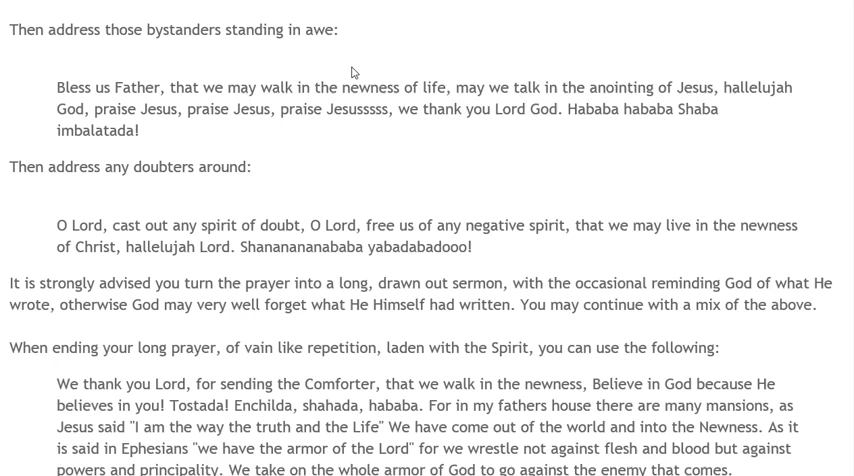 Then address those bystanders standing in awe:
Bless us Father, that we may walk in the newness of life, may we talk in the anointing of Jesus, hallelujah
God, praise Jesus, praise Jesus, praise Jesusssss, we thank you Lord God. Hababa hababa Shaba
imbalatada!
Then address any doubters around:
O Lord, cast out any spirit of doubt, O Lord, free us of any negative spirit, that we may live in the newness
of Christ, hallelujah Lord. Shanananananababa yabadabadooo!
It is strongly advised you turn the prayer into a long, drawn out sermon, with the occasional reminding God of what He
wrote, otherwise God may very well forget what He Himself had written. You may continue with a mix of the above.
When ending your long prayer, of vain like repetition, laden with the Spirit, you can use the following:
We thank you Lord, for sending the Comforter, that we walk in the newness, Believe in God because He
believes in you! Tostada! Enchilda, shahada, hababa. For in my fathers house there are many mansions, as
Jesus said "I am the way the truth and the Life" We have come out of the world and into the Newness. As it
is said in Ephesians "we have the armor of the Lord" for we wrestle not against flesh and blood but against
powers and principality. We take on the whole armor of God to go against the enemy that comes.